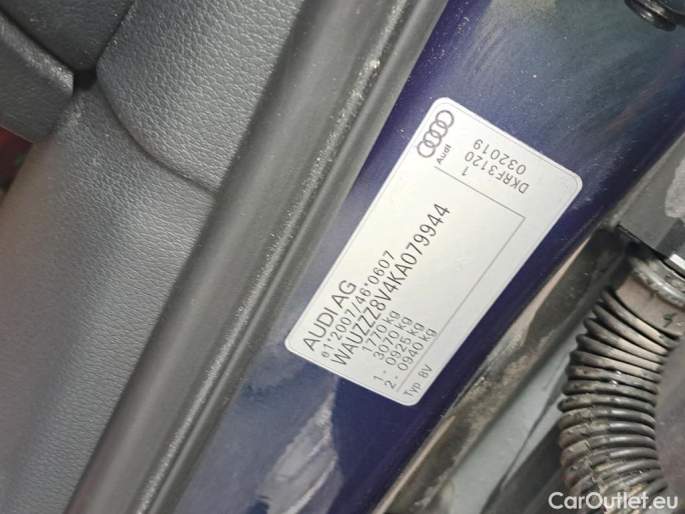 AUDI AG
e1*2007/46*0607
WAUZZZ8V4KA079944
1770 kg
3070 kg
1 - 0925 kg
2 - 0940 kg
Typ 8V
Audi
1
DKRF3120
032019
CarOutlet.eu